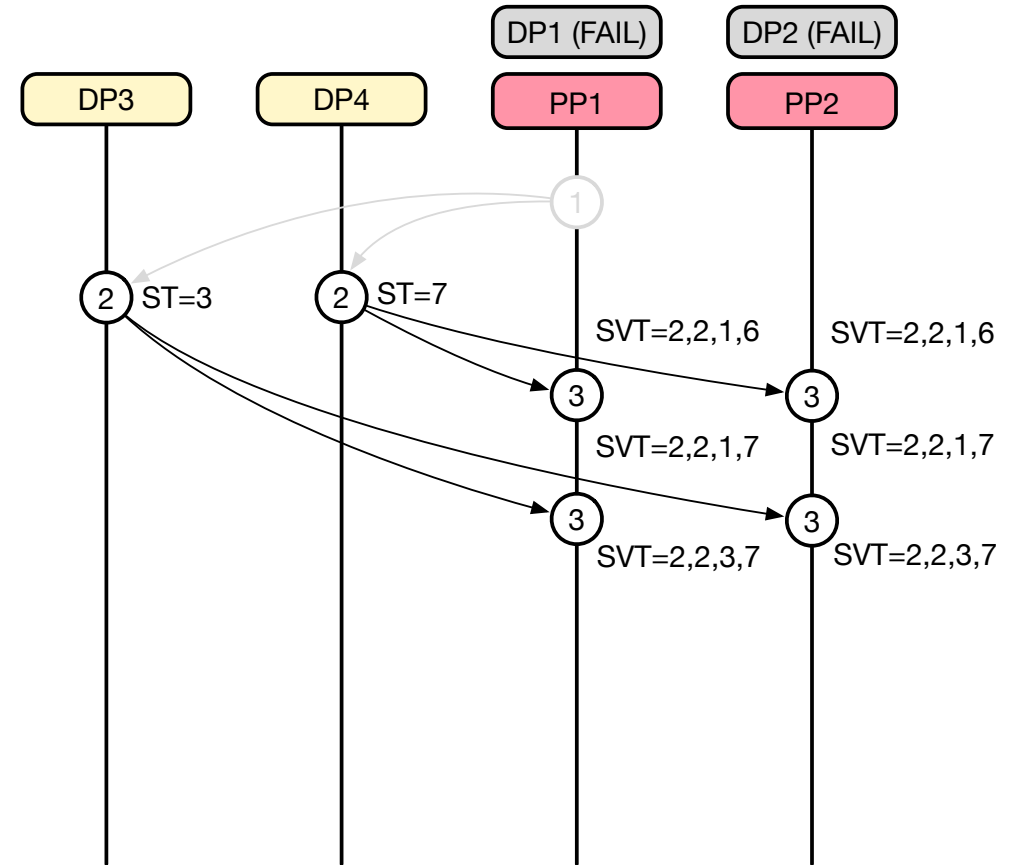 DP1 (FAIL)
DP2 (FAIL)
DP3
DP4
PP1
PP2
1
2
ST=3
2
ST=7
SVT=2,2,1,6
SVT=2,2,1,6
3
3
SVT=2,2,1,7
SVT=2,2,1,7
3
3
SVT=2,2,3,7
SVT=2,2,3,7